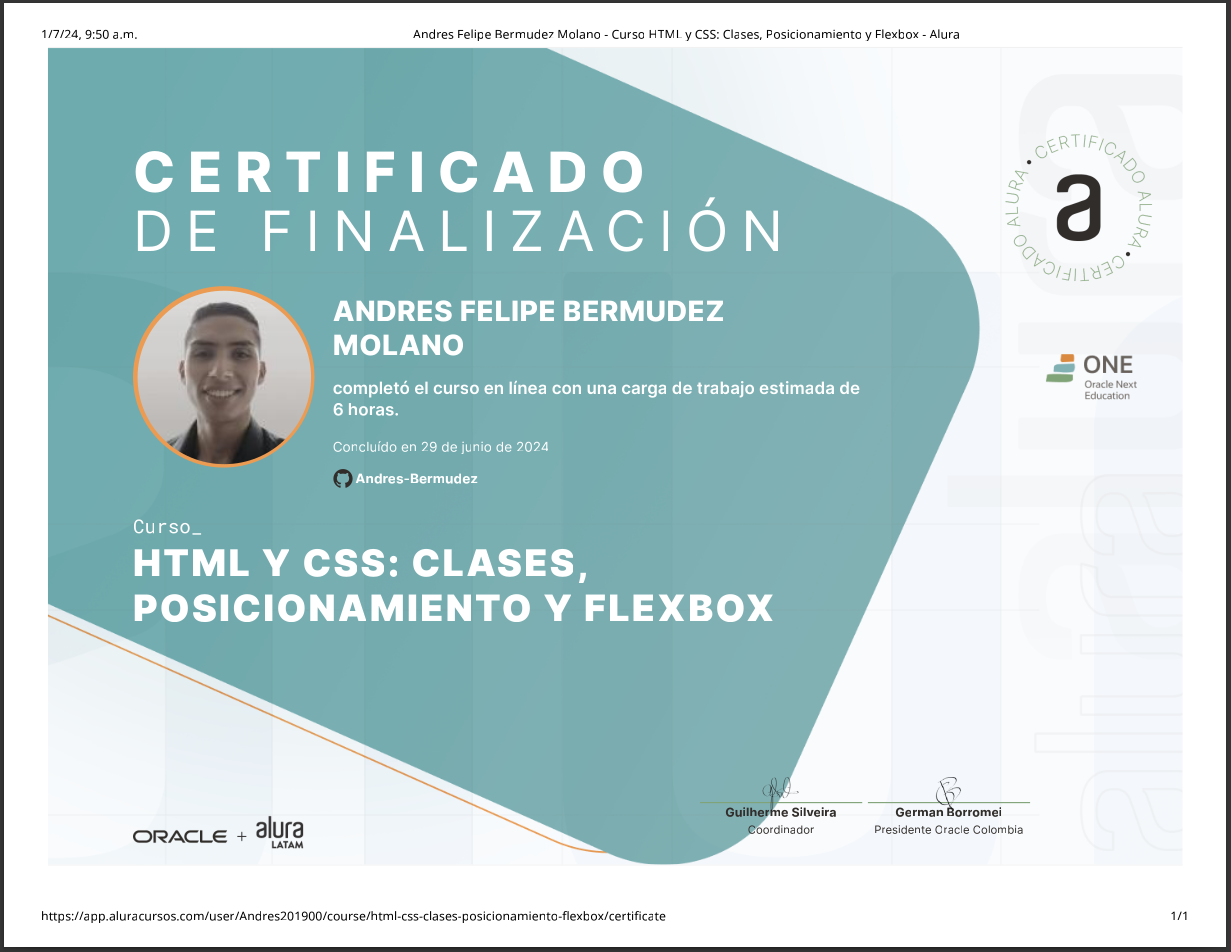 1/7/24, 9:50 a.m.
Andres Felipe Bermudez Molano - Curso HTML y CSS: Clases, Posicionamiento y Flexbox - Alura
CERTIFICADO
DE FINALIZACIÓN
CERTIFICADO ALURA • CERTIFICADO ALURA •
a
ANDRES FELIPE BERMUDEZ
MOLANO
completó el curso en línea con una carga de trabajo estimada de
6 horas.
Concluído en 29 de junio de 2024
Andres-Bermudez
ONE
Oracle Next
Education
Curso_
HTML Y CSS: CLASES,
POSICIONAMIENTO Y FLEXBOX
alura
alura
Guilherme Silveira
Coordinador
German Borromei
Presidente Oracle Colombia
ORACLE + alura
LATAM
https://app.aluracursos.com/user/Andres201900/course/html-css-clases-posicionamiento-flexbox/certificate
1/1